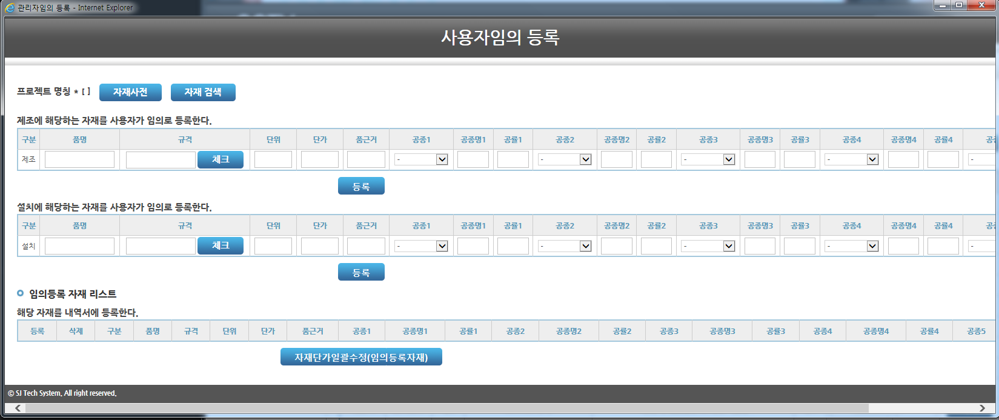 관리자임의 등록 - Internet Explorer
사용자임의 등록
프로젝트 명칭 * [ ] 자재사전 자재 검색
제조에 해당하는 자재를 사용자가 임의로 등록한다.
구분 품명 규격 단위 단가 품근거 공종1 공종명1 공률1 공종2 공종명2 공률2 공종3 공종명3 공률3 공종4 공종명4 공률4
제조 체크 - - - - -
등록
설치에 해당하는 자재를 사용자가 임의로 등록한다.
구분 품명 규격 단위 단가 품근거 공종1 공종명1 공률1 공종2 공종명2 공률2 공종3 공종명3 공률3 공종4 공종명4 공률4
설치 체크 - - - - -
등록
임의등록 자재 리스트
해당 자재를 내역서에 등록한다.
등록 삭제 구분 품명 규격 단위 단가 품근거 공종1 공종명1 공률1 공종2 공종명2 공률2 공종3 공종명3 공률3 공종4 공종명4 공률4 공종5
자재단가일괄수정(임의등록자재)
© SJ Tech System. All right reserved.